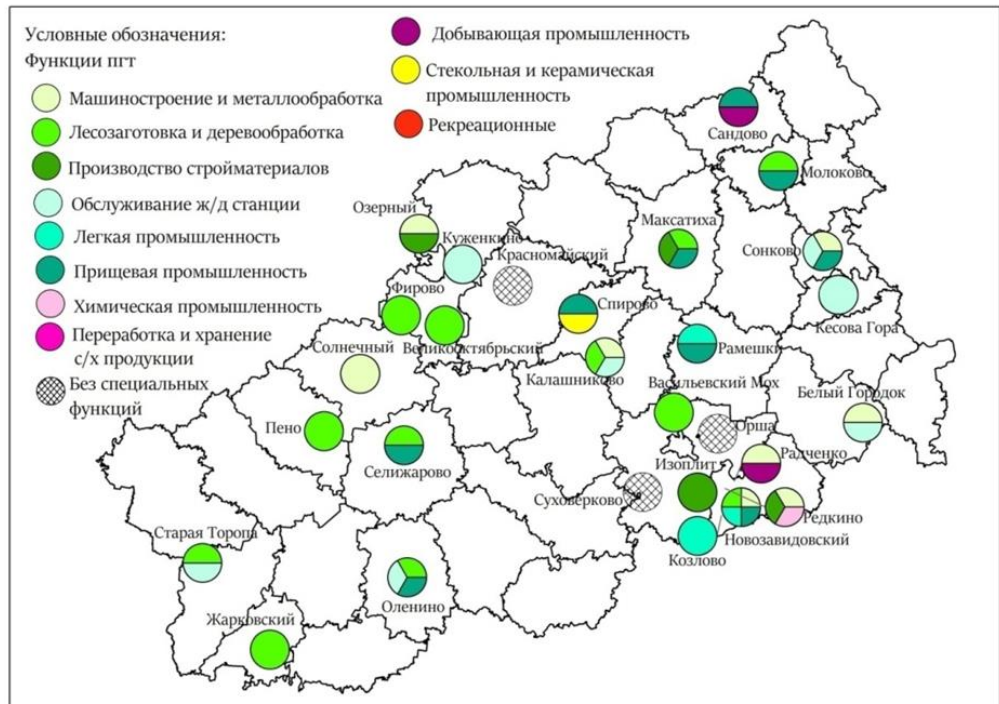 Условные обозначения:
Функции пгт
Машиностроение и металлообработка
Лесозаготовка и деревообработка
Производство стройматериалов
Обслуживание ж/д станции
Легкая промышленность
Прищевая промышленность
Химическая промышленность
Переработка и хранение
с/х продукции
Без специальных
функций
Добывающая промышленность
Стекольная и керамическая
промышленность
Рекреационные
Сандово
Молоково
Озерный
Максатиха
Куженкино
Сонково
Красномайский
Фирово
Спирово
Кесова Гора
Великооктябрьский
Солнечный
Рамешки
Калашниково
Васильевский Мох
Белый Городок
Пено
Орша
Селижарово
Радченко
Изоплит
Суховерково
Редкино
Новозавидовский
Старая Торопа
Козлово
Оленино
Жарковский